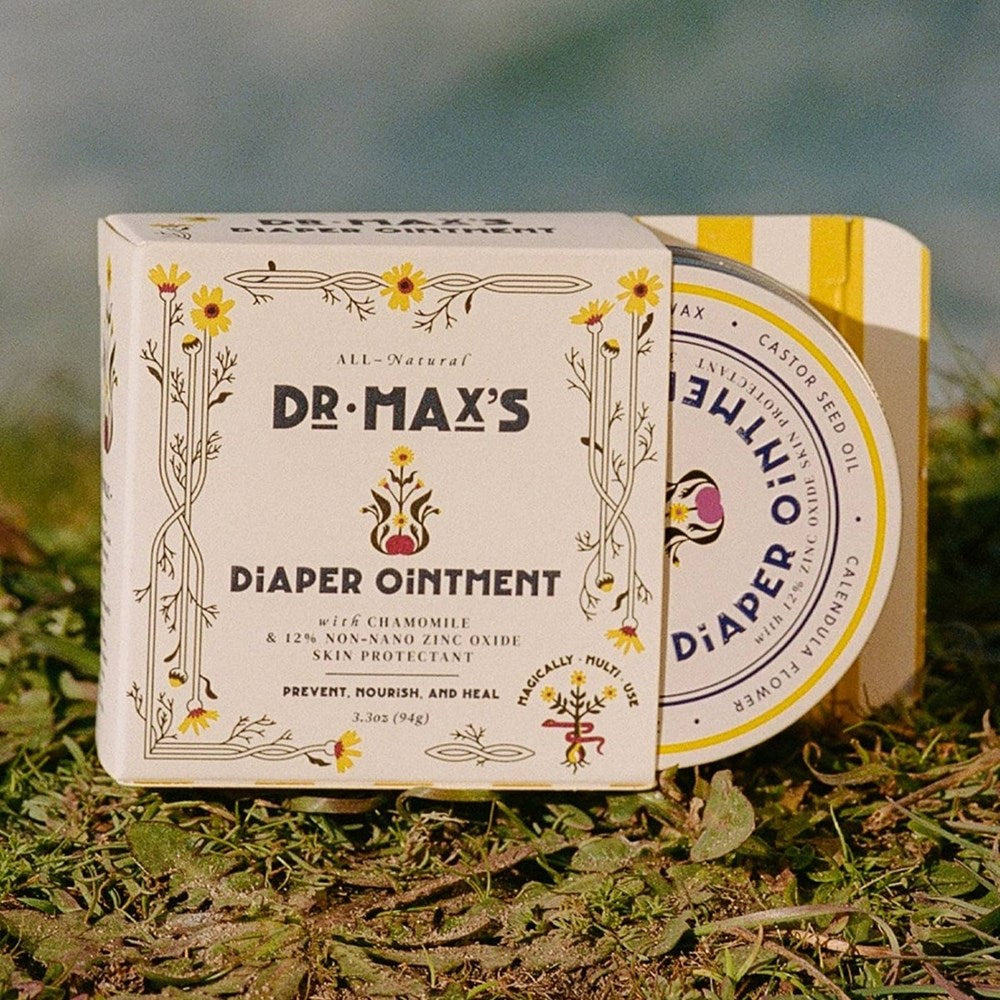 DR·MAX'S
DiAPER OiNTMENT
ALL-Natural
DR·MAX'S
DiAPER OiNTMENT
with CHAMOMILE
& 12% NON-NANO ZINC OXIDE
SKIN PROTECTANT
PREVENT, NOURiSH, AND HEAL
3.3oz (94g)
MAGICALLY · MULTI · USE
· CASTOR SEED OIL · CALENDULA FLOWER ·
DiAPER OiNTME
with 12% ZINC OXIDE SKIN PROTECTANT